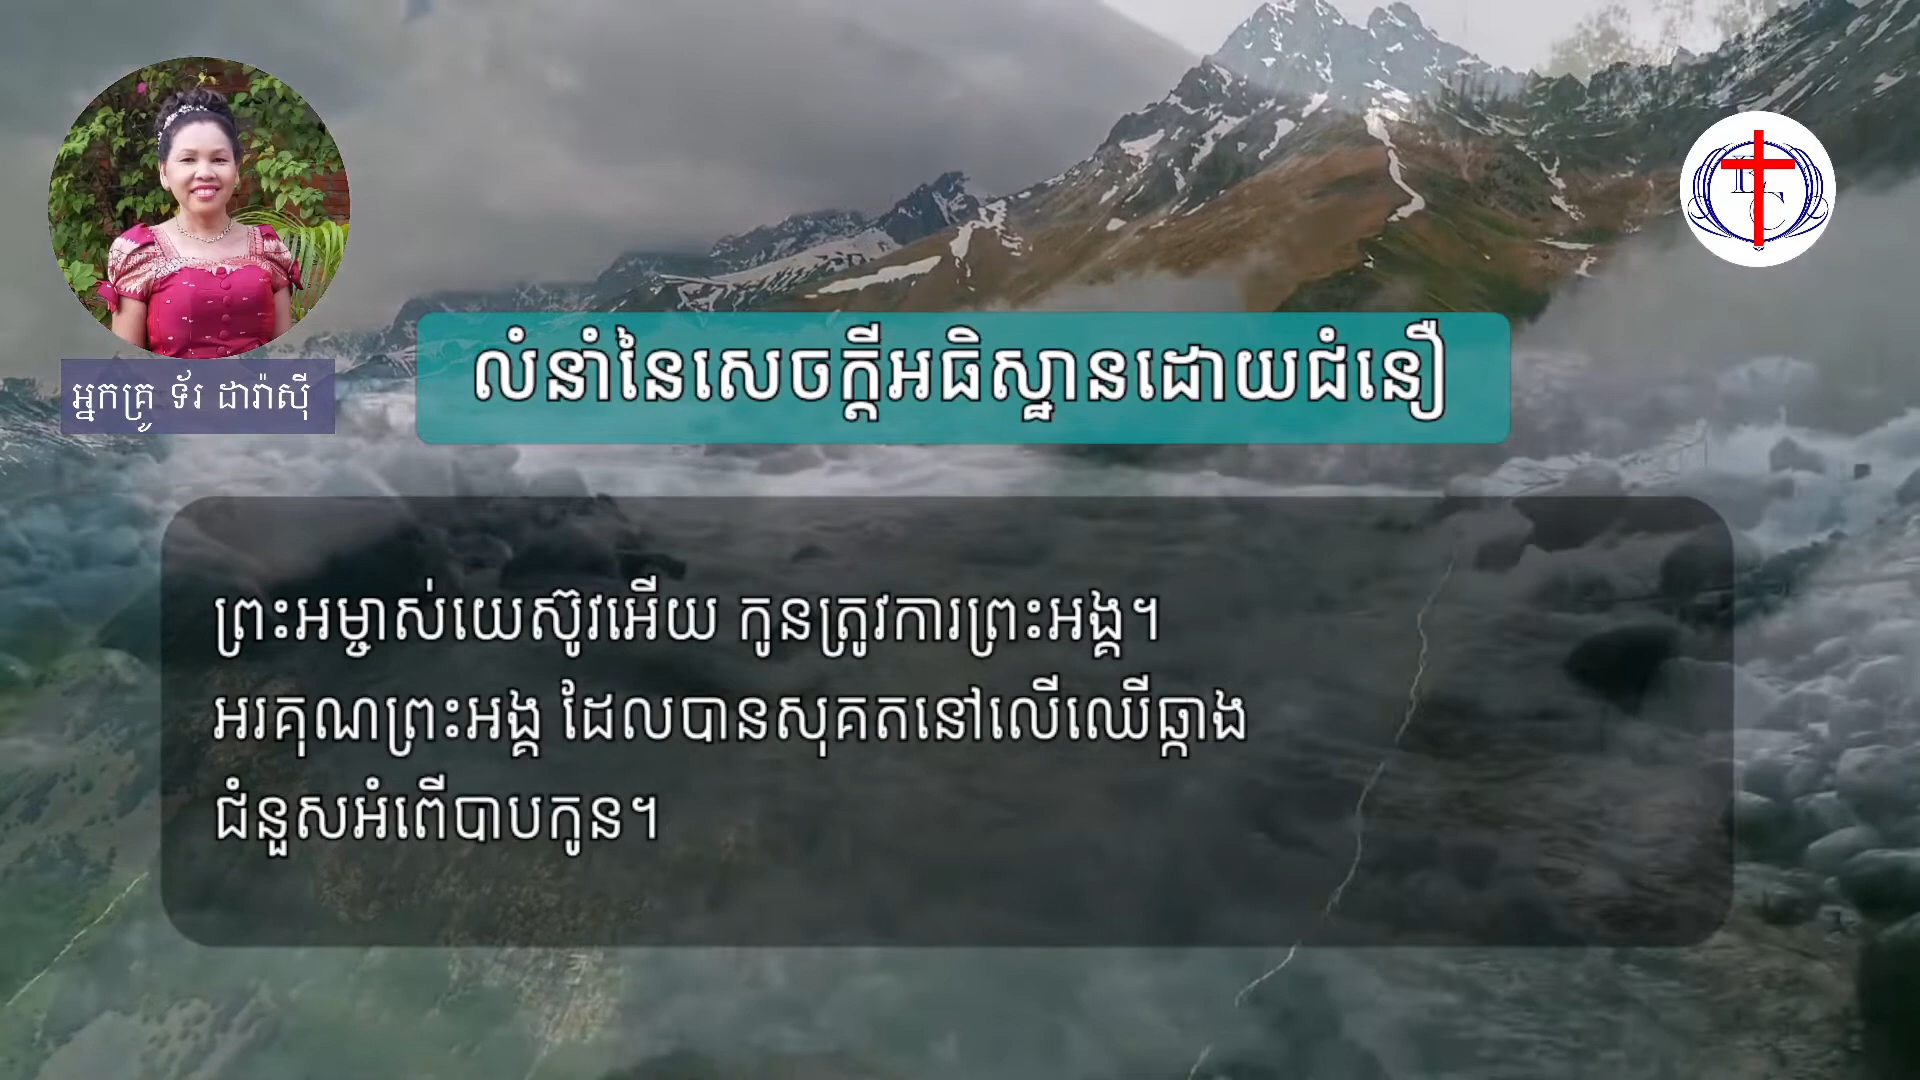 លំនាំនៃសេចក្ដីអធិស្ឋានដោយជំនឿ
អ្នកគ្រូ ទ័រ ដារ៉ាស៊ី
ព្រះអម្ចាស់យេស៊ូវអើយ កូនត្រូវការព្រះអង្គ។
អរគុណព្រះអង្គ ដែលបានសុគតនៅលើឈើឆ្កាង
ជំនួសអំពើបាបកូន។